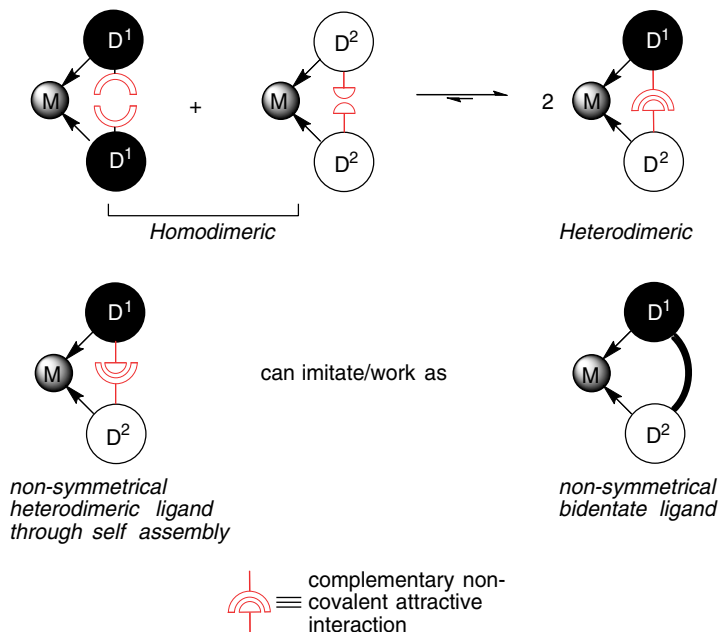 D1
D2
D1
M
+
M
2
M
D1
D2
D2
Homodimeric
Heterodimeric
D1
D1
M
can imitate/work as
M
D2
D2
non-symmetrical
heterodimeric ligand
through self assembly
non-symmetrical
bidentate ligand
complementary non-
covalent attractive
interaction